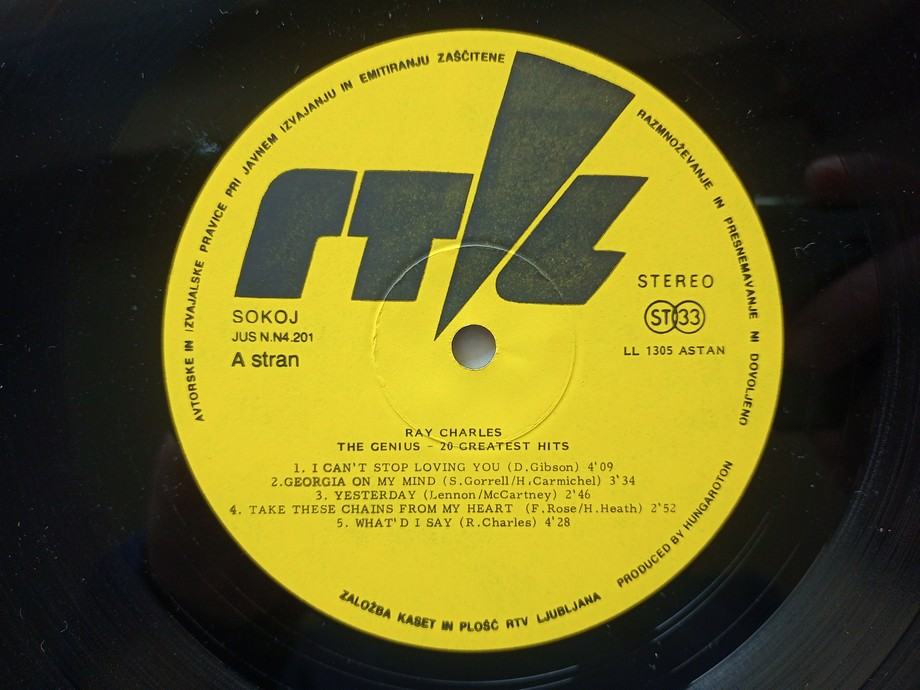 AVTORSKE IN IZVAJALSKE PRAVICE PRI JAVNEM IZVAJANJU IN EMITIRANJU ZAŠČITENE
RAZMNOŽEVANJE IN PRESNEMAVANJE NI DOVOLJENO
rtl
SOKOJ
JUS N.N4.201
A stran
STEREO
ST 33
LL 1305 ASTAN
RAY CHARLES
THE GENIUS - 20 GREATEST HITS
1. I CAN'T STOP LOVING YOU (D.Gibson) 4'09
2.GEORGIA ON MY MIND (S.Gorrell/H.Carmichel) 3'34
3. YESTERDAY (Lennon/McCartney) 2'46
4. TAKE THESE CHAINS FROM MY HEART (F.Rose/H.Heath) 2'52
5. WHAT'D I SAY (R.Charles) 4'28
PRODUCED BY HUNGAROTON
ZALOŽBA KASET IN PLOŠČ RTV LJUBLJANA